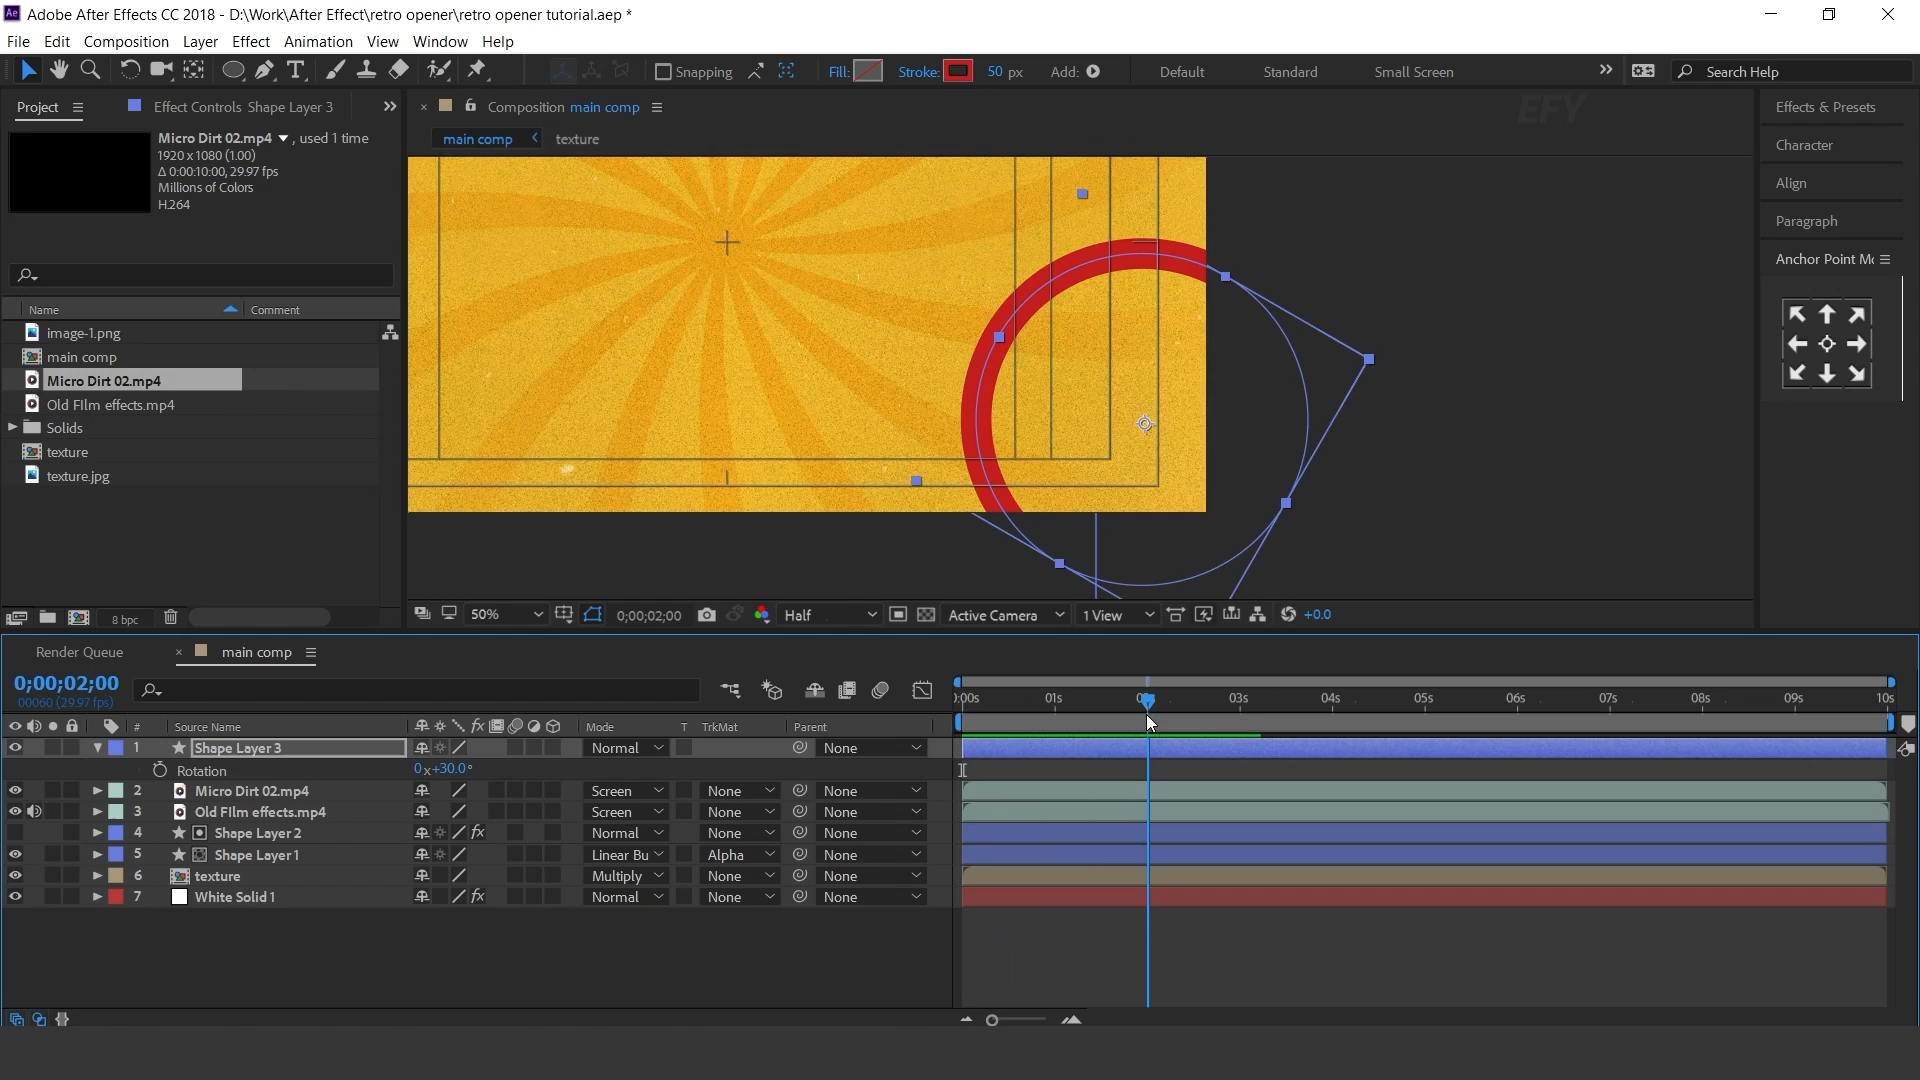 Ae Adobe After Effects CC 2018 - D:\Work\After Effect\retro opener\retro opener tutorial.aep *
File Edit Composition Layer Effect Animation View Window Help
Snapping Fill: Stroke: 50 px Add: Default Standard Small Screen Search Help
Project Effect Controls Shape Layer 3 Composition main comp EFY Effects & Presets
Micro Dirt 02.mp4 , used 1 time
1920 x 1080 (1.00)
Δ 0:00:10:00, 29.97 fps
Millions of Colors
H.264
main comp texture
Character
Align
Paragraph
Anchor Point Mo
Name Comment
image-1.png
main comp
Micro Dirt 02.mp4
Old FIlm effects.mp4
Solids
texture
texture.jpg
8 bpc
50% 0;00;02;00 Half Active Camera 1 View +0.0
Render Queue main comp
0;00;02;00
00060 (29.97 fps)
):00s 01s 03s 04s 05s 06s 07s 08s 09s 10s
# Source Name fx Mode T TrkMat Parent
1 Shape Layer 3 Normal None
Rotation 0x+30.0°
2 Micro Dirt 02.mp4 Screen None None
3 Old FIlm effects.mp4 Screen None None
4 Shape Layer 2 fx Normal None None
5 Shape Layer 1 Linear Bu Alpha None
6 texture Multiply None None
7 White Solid 1 fx Normal None None